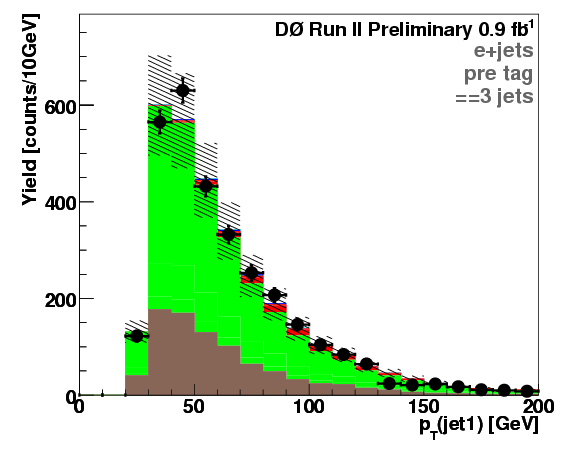 DØ Run II Preliminary 0.9 fb-1
e+jets
pre tag
==3 jets
Yield [counts/10GeV]
600
400
200
0
0 50 100 150 200
pT(jet1) [GeV]